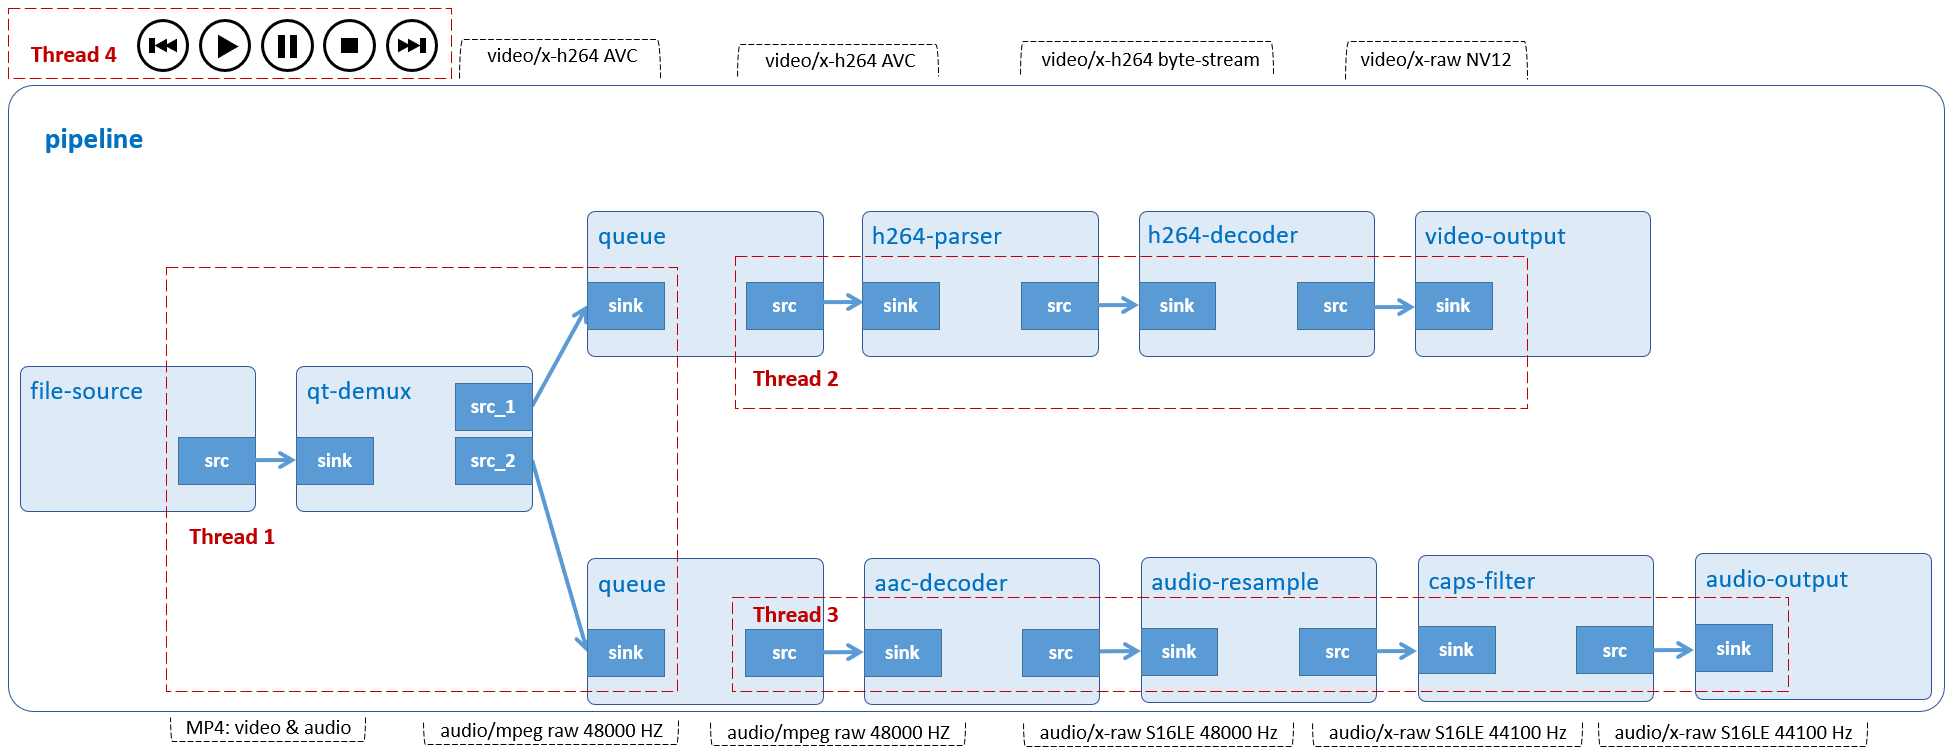 Thread 4
video/x-h264 AVC
video/x-h264 AVC
video/x-h264 byte-stream
video/x-raw NV12
pipeline
queue
h264-parser
h264-decoder
video-output
sink
src
sink
src
sink
src
sink
Thread 2
file-source
qt-demux
src_1
src
sink
src_2
Thread 1
queue
aac-decoder
audio-resample
caps-filter
audio-output
Thread 3
sink
src
sink
src
sink
src
sink
src
sink
MP4: video & audio
audio/mpeg raw 48000 HZ
audio/mpeg raw 48000 HZ
audio/x-raw S16LE 48000 Hz
audio/x-raw S16LE 44100 Hz
audio/x-raw S16LE 44100 Hz